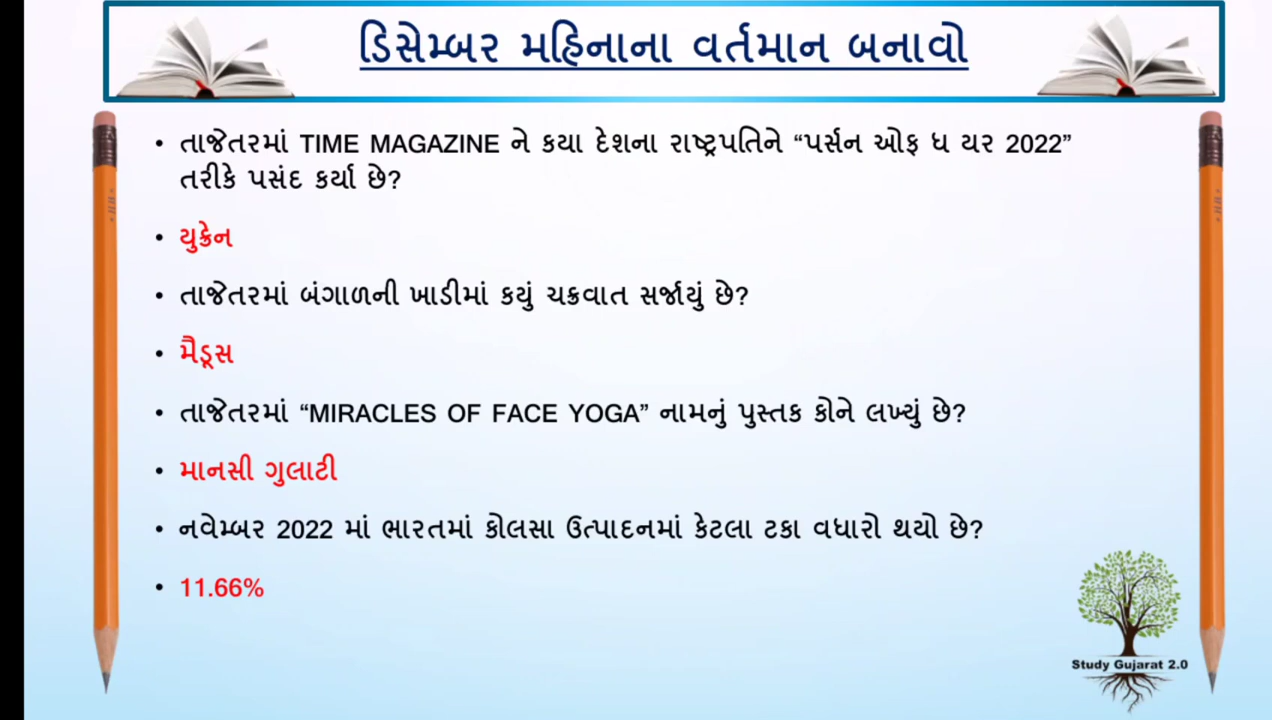 ડિસેમ્બર મહિનાના વર્તમાન બનાવો
• તાજેતરમાં TIME MAGAZINE ને કયા દેશના રાષ્ટ્રપતિને “પર્સન ઓફ ધ યર 2022”
તરીકે પસંદ કર્યા છે?
• યુક્રેન
• તાજેતરમાં બંગાળની ખાડીમાં કયું ચક્રવાત સર્જાયું છે?
• મૈડૂસ
• તાજેતરમાં “MIRACLES OF FACE YOGA” નામનું પુસ્તક કોને લખ્યું છે?
• માનસી ગુલાટી
• નવેમ્બર 2022 માં ભારતમાં કોલસા ઉત્પાદનમાં કેટલા ટકા વધારો થયો છે?
• 11.66%
Study Gujarat 2.0